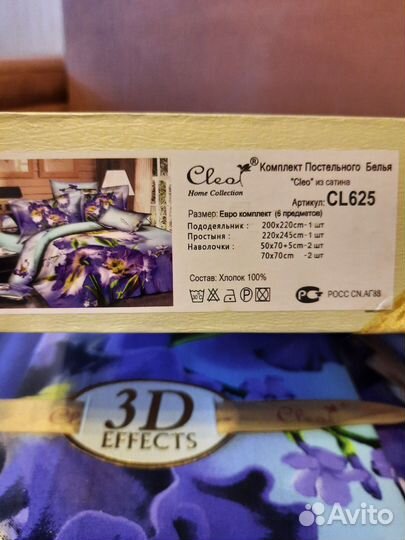 Cleo®
Home Collection
Комплект Постельного Белья
"Cleo" из сатина
Артикул: CL625
Размер: Евро комплект (6 предметов)
Пододеяльник : 200x220cm-1 шт
Простыня : 220x245cm-1 шт
Наволочки : 50x70+5cm-2 шт
70x70cm -2 шт
Состав: Хлопок 100%
РОСС CN.АГ88
3D
EFFECTS
Cleo
Avito